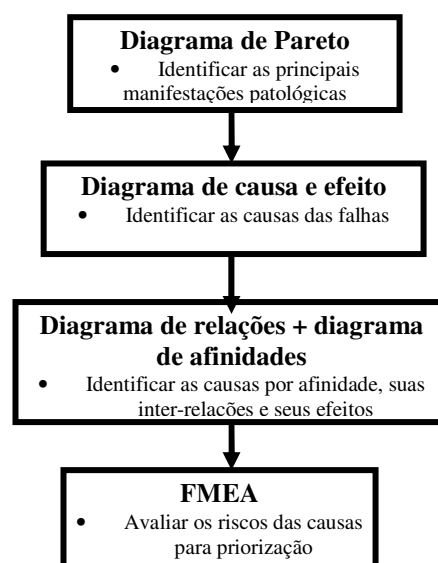 Diagrama de Pareto
• Identificar as principais
manifestações patológicas
Diagrama de causa e efeito
• Identificar as causas das falhas
Diagrama de relações + diagrama
de afinidades
• Identificar as causas por afinidade, suas
inter-relações e seus efeitos
FMEA
• Avaliar os riscos das causas
para priorização